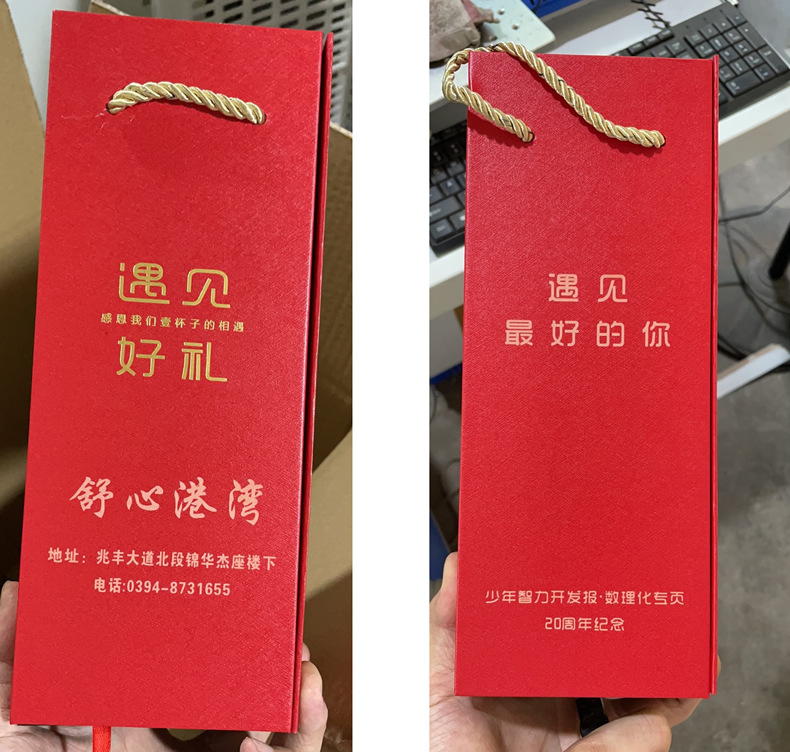 遇见
感恩我们壹杯子的相遇
好礼
舒心港湾
地址：兆丰大道北段锦华杰座楼下
电话:0394-8731655
遇见
最好的你
少年智力开发报·数理化专页
20周年纪念